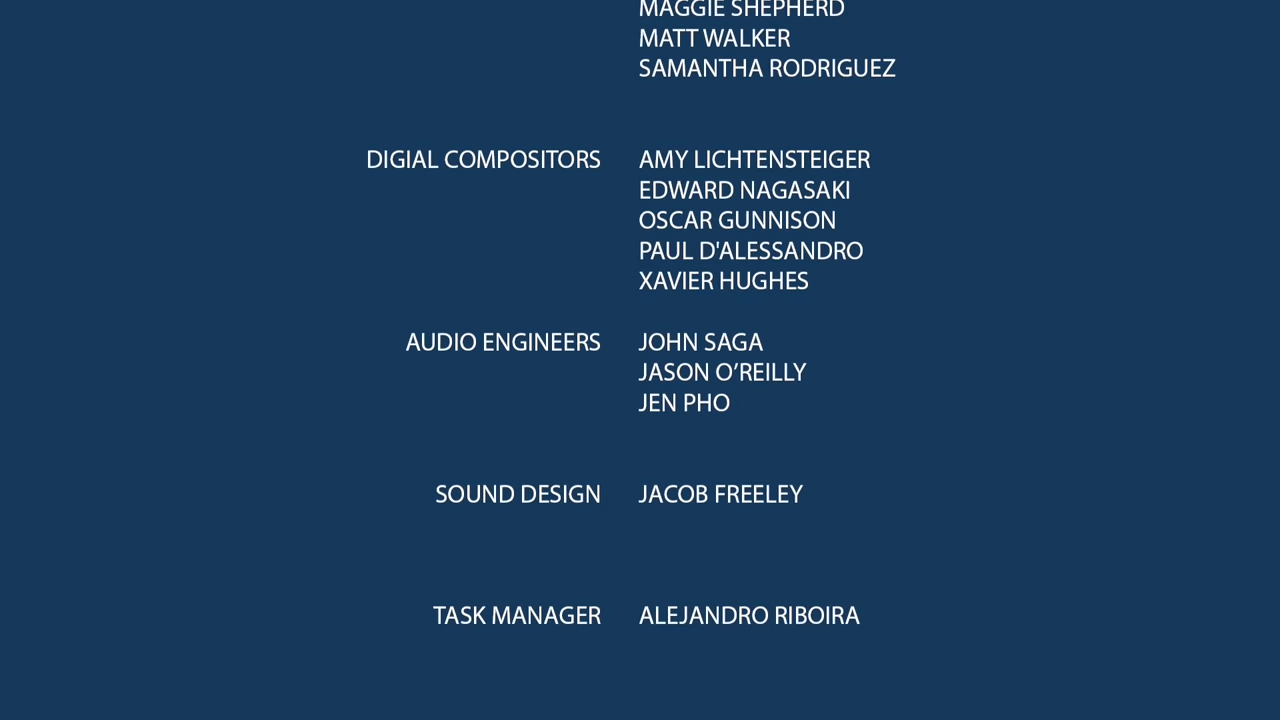 MAGGIE SHEPHERD
MATT WALKER
SAMANTHA RODRIGUEZ
DIGIAL COMPOSITORS AMY LICHTENSTEIGER
EDWARD NAGASAKI
OSCAR GUNNISON
PAUL D'ALESSANDRO
XAVIER HUGHES
AUDIO ENGINEERS JOHN SAGA
JASON O’REILLY
JEN PHO
SOUND DESIGN JACOB FREELEY
TASK MANAGER ALEJANDRO RIBOIRA